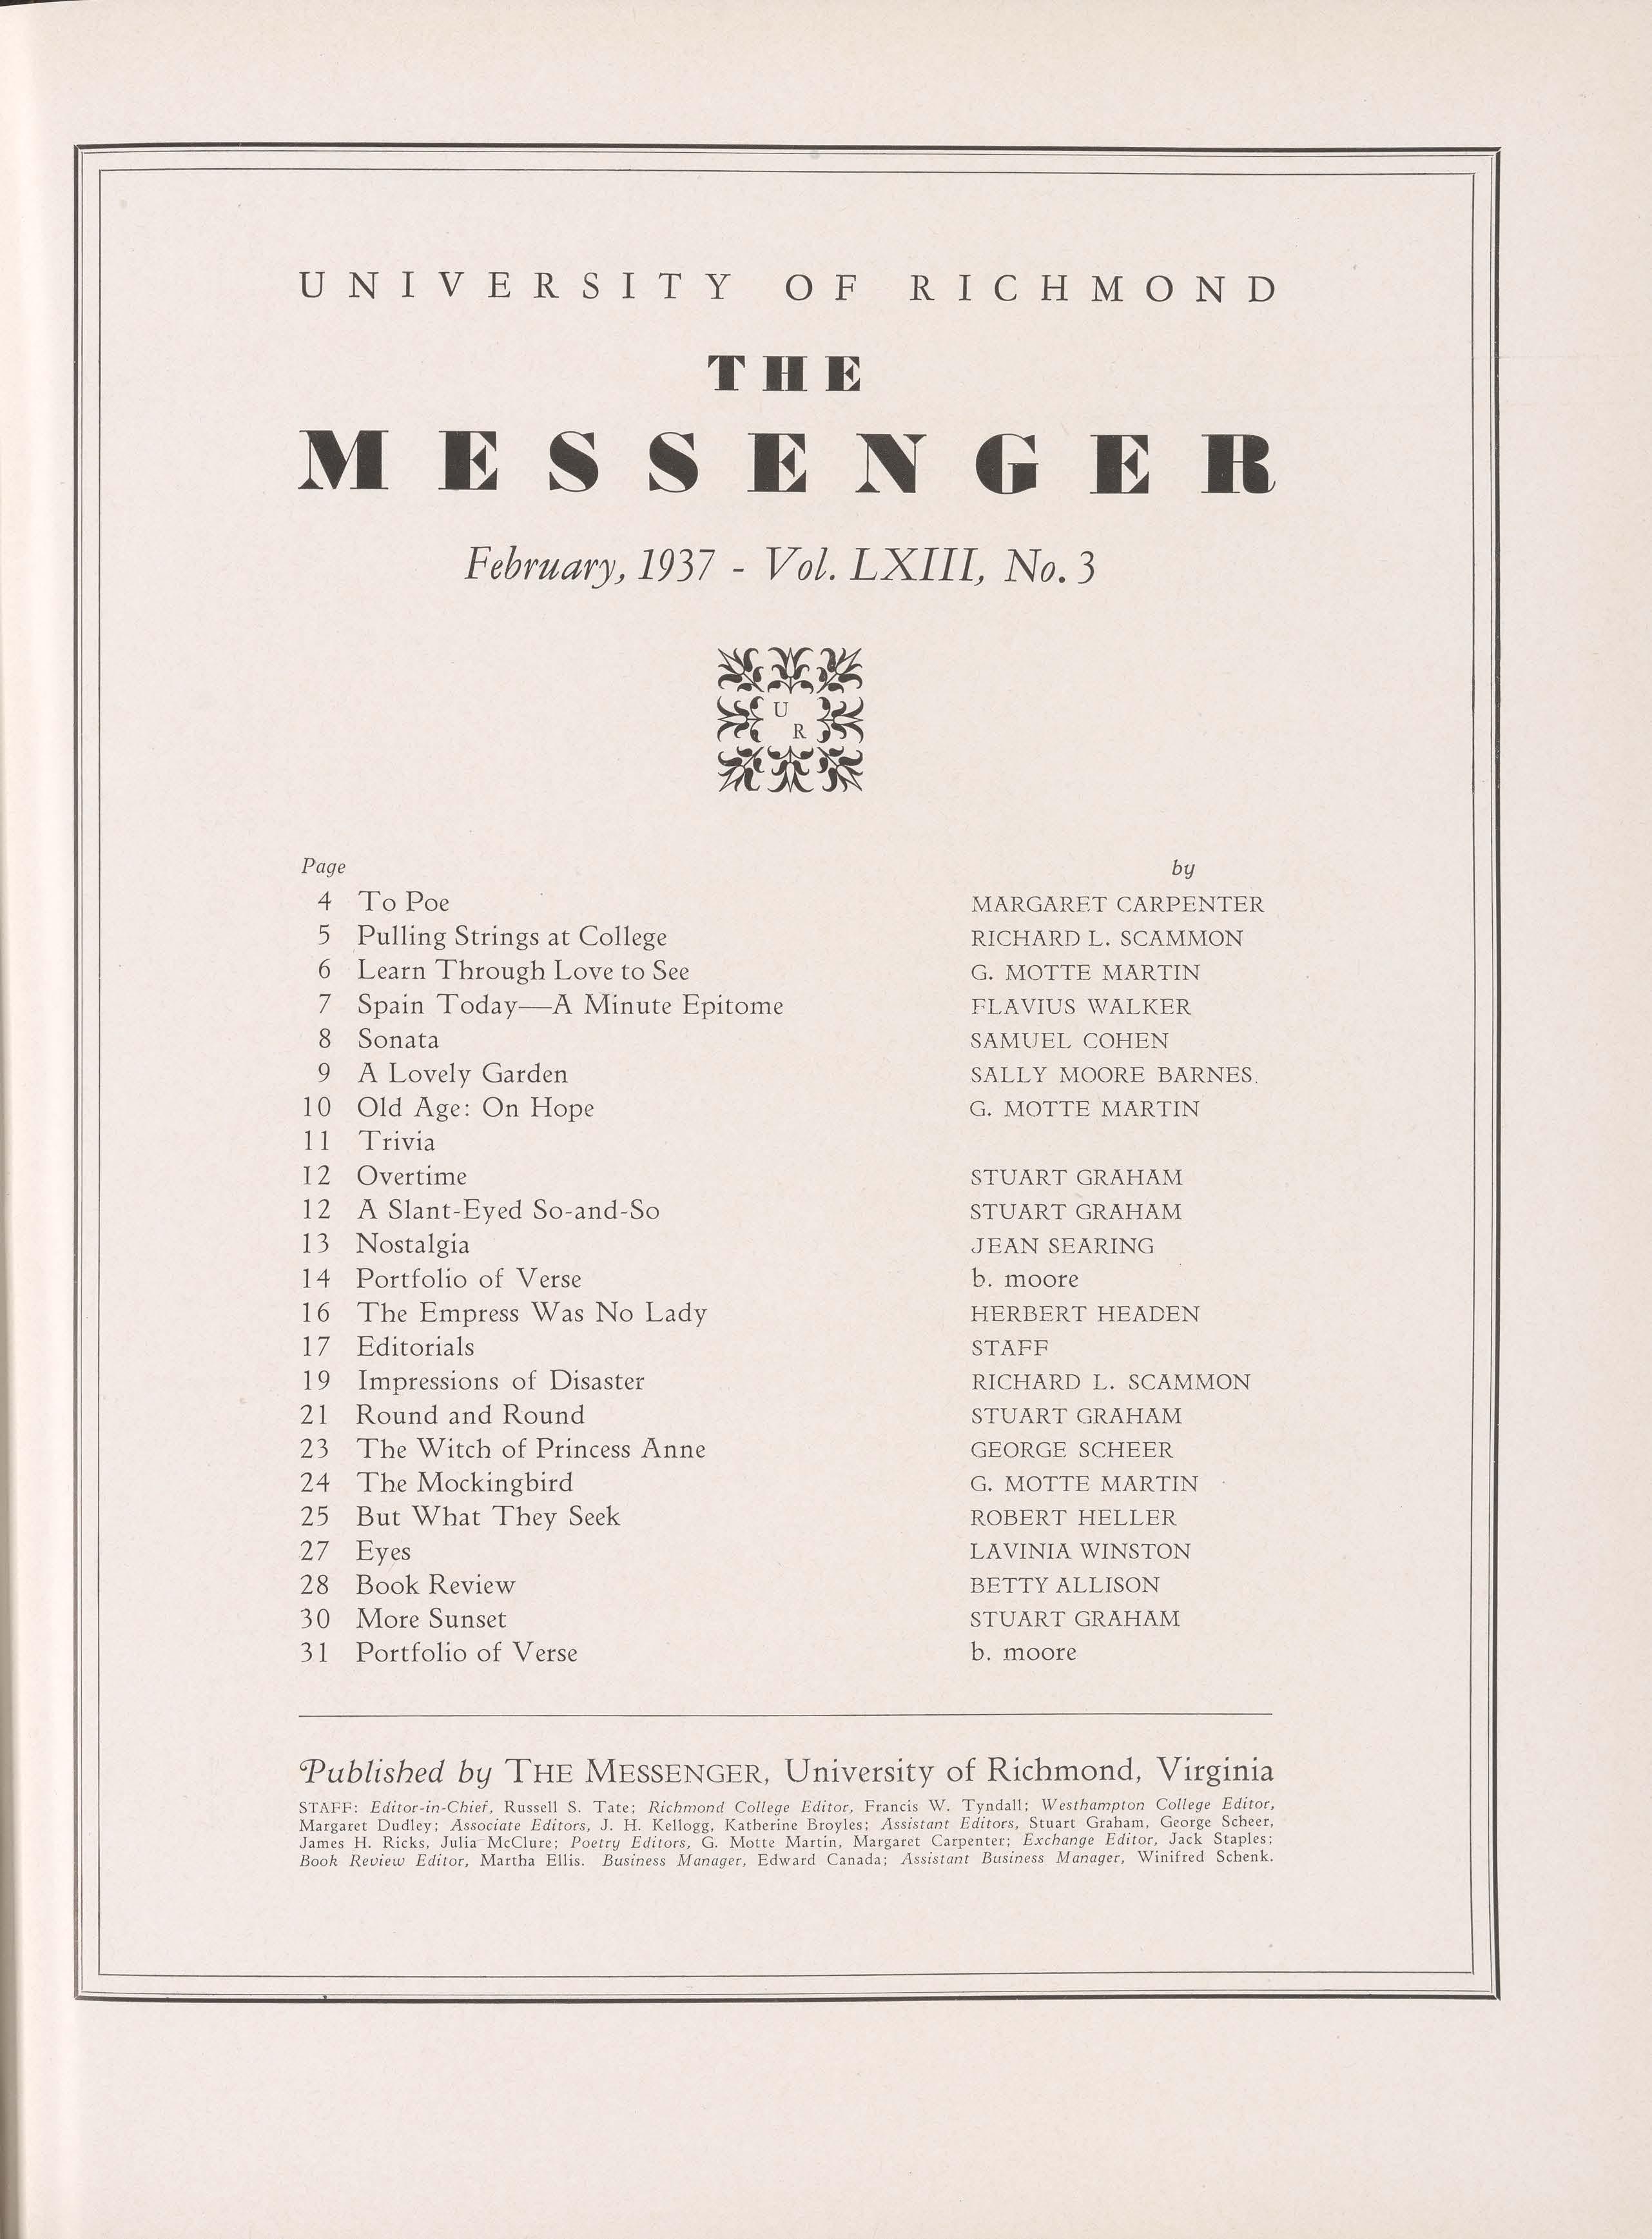 UNIVERSITY OF RICHMOND
THE
MESSENGER
February, 1937 - Vol. LXIII, No. 3
U
R
Page by
4 To Poe MARGARET CARPENTER
5 Pulling Strings at College RICHARD L. SCAMMON
6 Learn Through Love to See G. MOTTE MARTIN
7 Spain Today—A Minute Epitome FLAVIUS WALKER
8 Sonata SAMUEL COHEN
9 A Lovely Garden SALLY MOORE BARNES.
10 Old Age: On Hope G. MOTTE MARTIN
11 Trivia
12 Overtime STUART GRAHAM
12 A Slant-Eyed So-and-So STUART GRAHAM
13 Nostalgia JEAN SEARING
14 Portfolio of Verse b. moore
16 The Empress Was No Lady HERBERT HEADEN
17 Editorials STAFF
19 Impressions of Disaster RICHARD L. SCAMMON
21 Round and Round STUART GRAHAM
23 The Witch of Princess Anne GEORGE SCHEER
24 The Mockingbird G. MOTTE MARTIN
25 But What They Seek ROBERT HELLER
27 Eyes LAVINIA WINSTON
28 Book Review BETTY ALLISON
30 More Sunset STUART GRAHAM
31 Portfolio of Verse b. moore
Published by THE MESSENGER, University of Richmond, Virginia
STAFF: Editor-in-Chief, Russell S. Tate; Richmond College Editor, Francis W. Tyndall; Westhampton College Editor,
Margaret Dudley; Associate Editors, J. H. Kellogg, Katherine Broyles; Assistant Editors, Stuart Graham, George Scheer,
James H. Ricks, Julia McClure; Poetry Editors, G. Motte Martin, Margaret Carpenter; Exchange Editor, Jack Staples;
Book Review Editor, Martha Ellis. Business Manager, Edward Canada; Assistant Business Manager, Winifred Schenk.